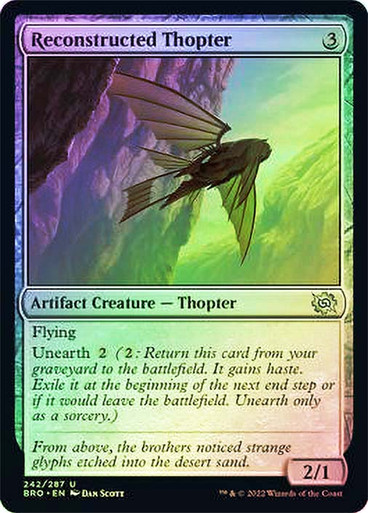 Reconstructed Thopter 3
Artifact Creature — Thopter
Flying
Unearth 2 (2: Return this card from your
graveyard to the battlefield. It gains haste.
Exile it at the beginning of the next end step or
if it would leave the battlefield. Unearth only
as a sorcery.)
From above, the brothers noticed strange
glyphs etched into the desert sand.
2/1
242/287 U
BRO • EN Dan Scott
™ & © 2022 Wizards of the Coast